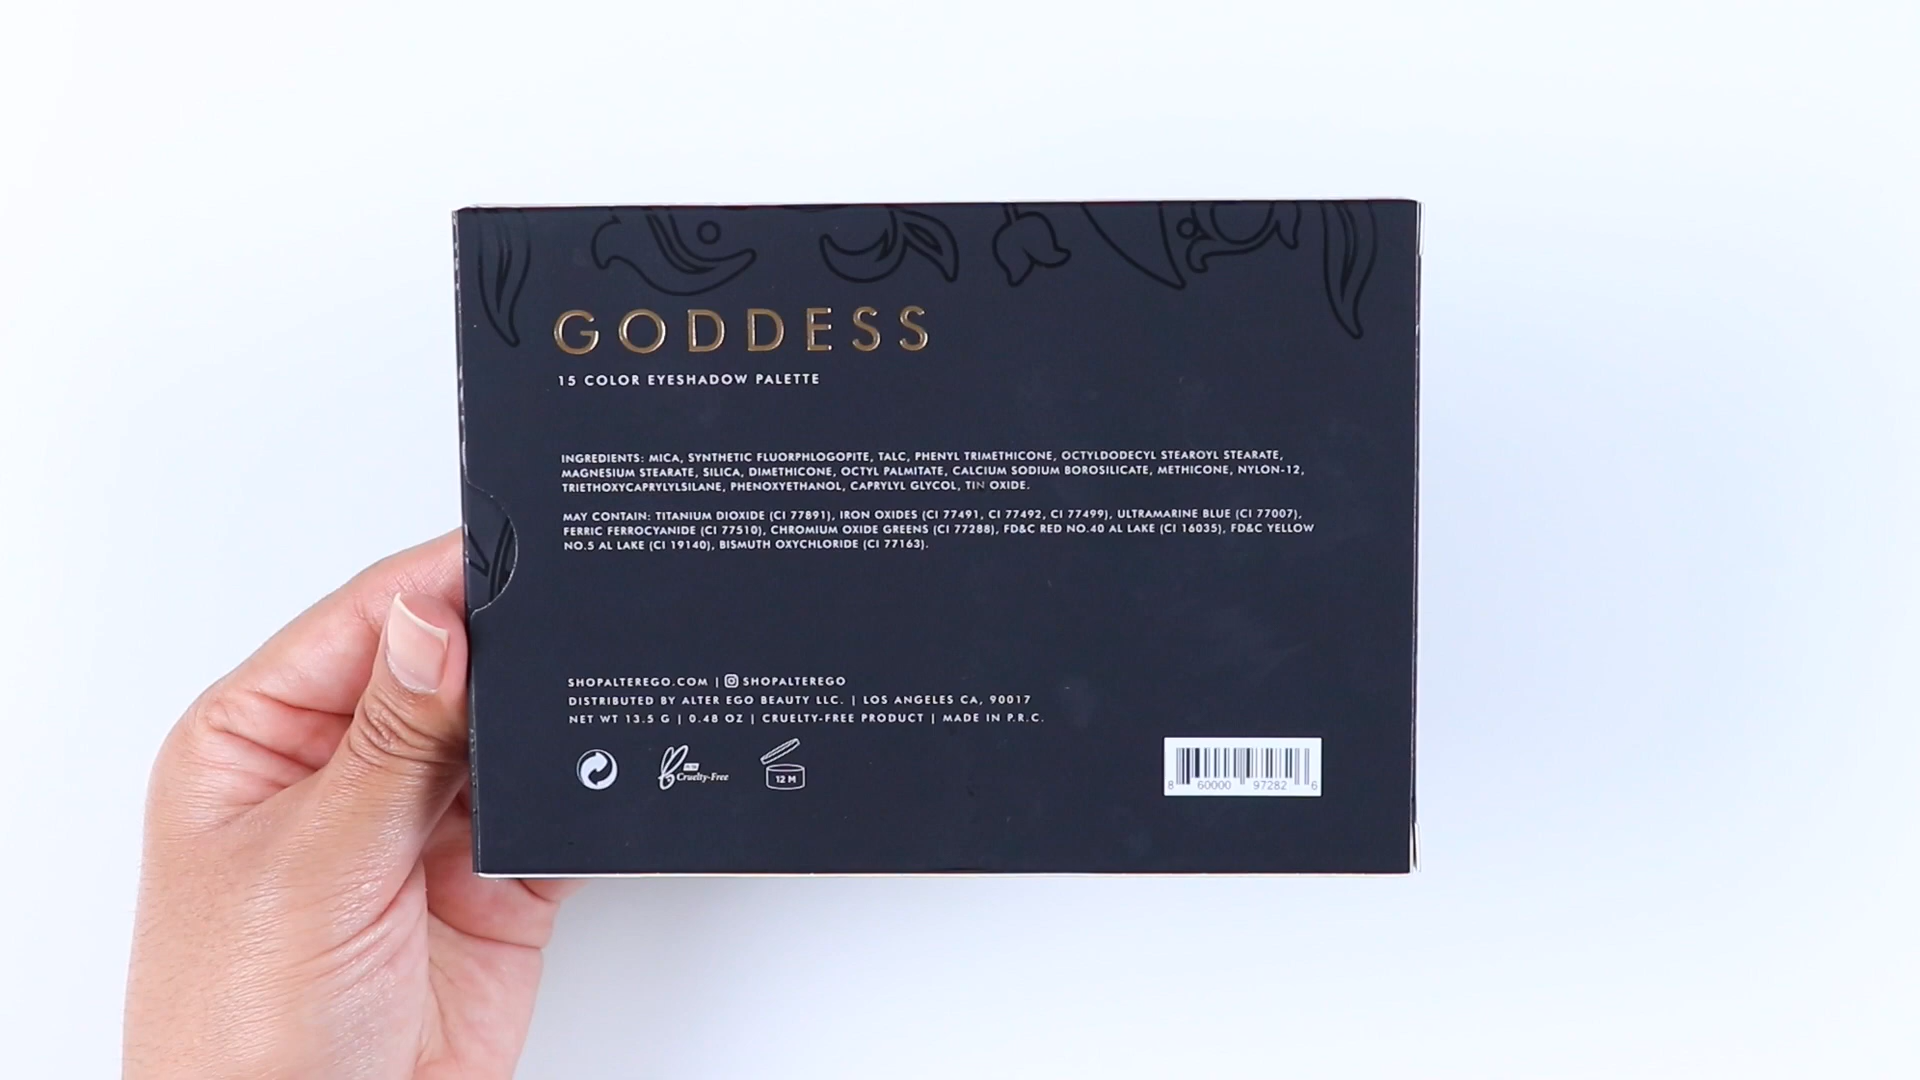 GODDESS
15 COLOR EYESHADOW PALETTE
INGREDIENTS: MICA, SYNTHETIC FLUORPHLOGOPITE, TALC, PHENYL TRIMETHICONE, OCTYLDODECYL STEAROYL STEARATE,
MAGNESIUM STEARATE, SILICA, DIMETHICONE, OCTYL PALMITATE, CALCIUM SODIUM BOROSILICATE, METHICONE, NYLON-12,
TRIETHOXYCAPRYLYLSILANE, PHENOXYETHANOL, CAPRYLYL GLYCOL, TIN OXIDE.
MAY CONTAIN: TITANIUM DIOXIDE (CI 77891), IRON OXIDES (CI 77491, CI 77492, CI 77499), ULTRAMARINE BLUE (CI 77007),
FERRIC FERROCYANIDE (CI 77510), CHROMIUM OXIDE GREENS (CI 77288), FD&C RED NO.40 AL LAKE (CI 16035), FD&C YELLOW
NO.5 AL LAKE (CI 19140), BISMUTH OXYCHLORIDE (CI 77163).
SHOPALTEREGO.COM | SHOPALTEREGO
DISTRIBUTED BY ALTER EGO BEAUTY LLC. | LOS ANGELES CA, 90017
NET WT 13.5 G | 0.48 OZ | CRUELTY-FREE PRODUCT | MADE IN P.R.C.
Cruelty-Free
12 M
8 60000 97282 6